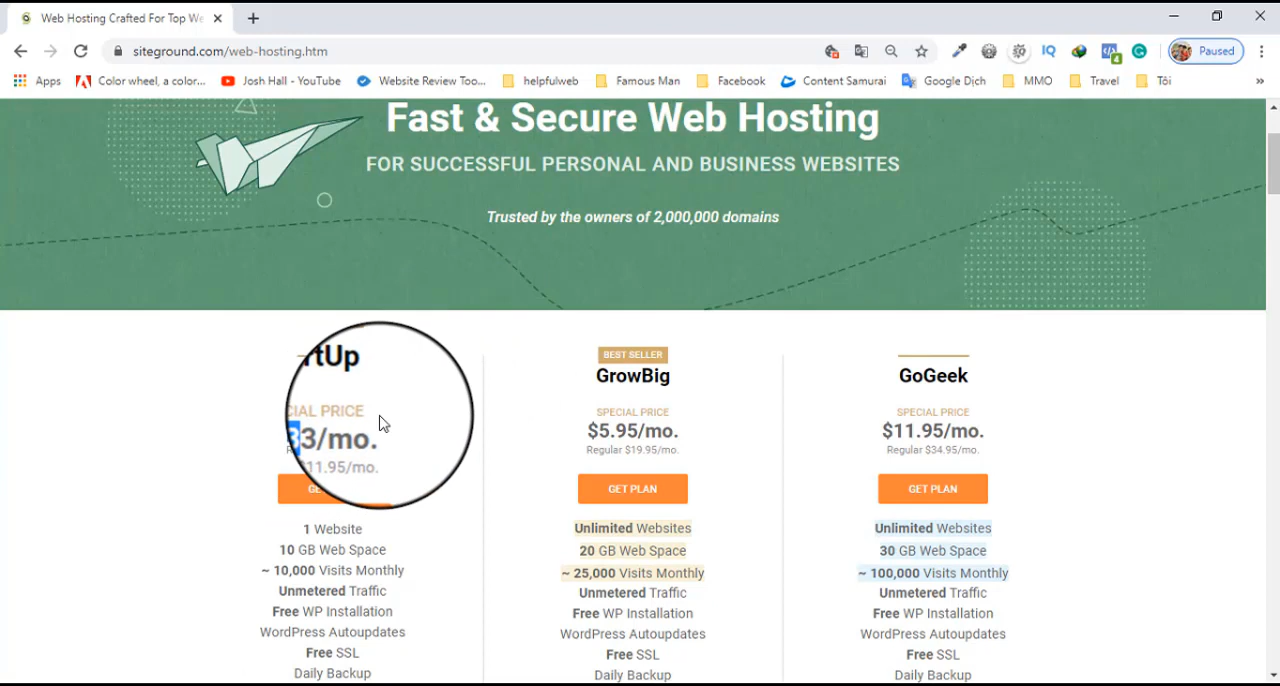 Web Hosting Crafted For Top We
siteground.com/web-hosting.htm
IQ
4
Paused
Apps
Color wheel, a color...
Josh Hall - YouTube
Website Review Too...
helpfulweb
Famous Man
Facebook
Content Samurai
Google Dịch
MMO
Travel
Tôi
»
Fast & Secure Web Hosting
FOR SUCCESSFUL PERSONAL AND BUSINESS WEBSITES
Trusted by the owners of 2,000,000 domains
rtUp
CIAL PRICE
33/mo.
$11.95/mo.
GE
1 Website
10 GB Web Space
~ 10,000 Visits Monthly
Unmetered Traffic
Free WP Installation
WordPress Autoupdates
Free SSL
Daily Backup
BEST SELLER
GrowBig
SPECIAL PRICE
$5.95/mo.
Regular $19.95/mo.
GET PLAN
Unlimited Websites
20 GB Web Space
~ 25,000 Visits Monthly
Unmetered Traffic
Free WP Installation
WordPress Autoupdates
Free SSL
Daily Backup
GoGeek
SPECIAL PRICE
$11.95/mo.
Regular $34.95/mo.
GET PLAN
Unlimited Websites
30 GB Web Space
~ 100,000 Visits Monthly
Unmetered Traffic
Free WP Installation
WordPress Autoupdates
Free SSL
Daily Backup